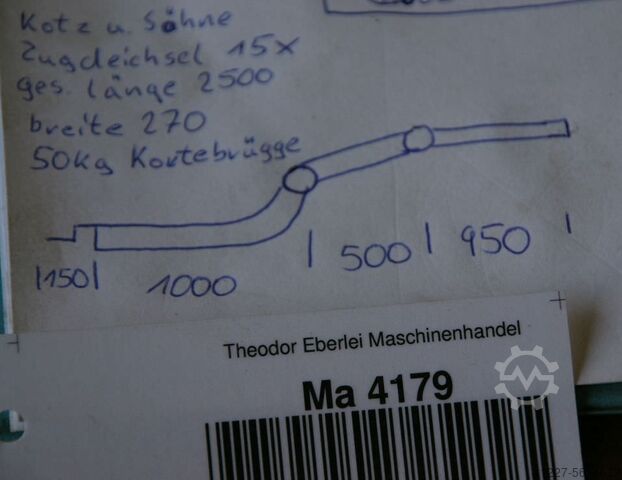 Kotz u. Söhne
Zugdeichsel 15x
ges. länge 2500
breite 270
50kg Kortebrügge
|150|
1000
| 500 | 950 |
Theodor Eberlei Maschinenhandel
Ma 4179